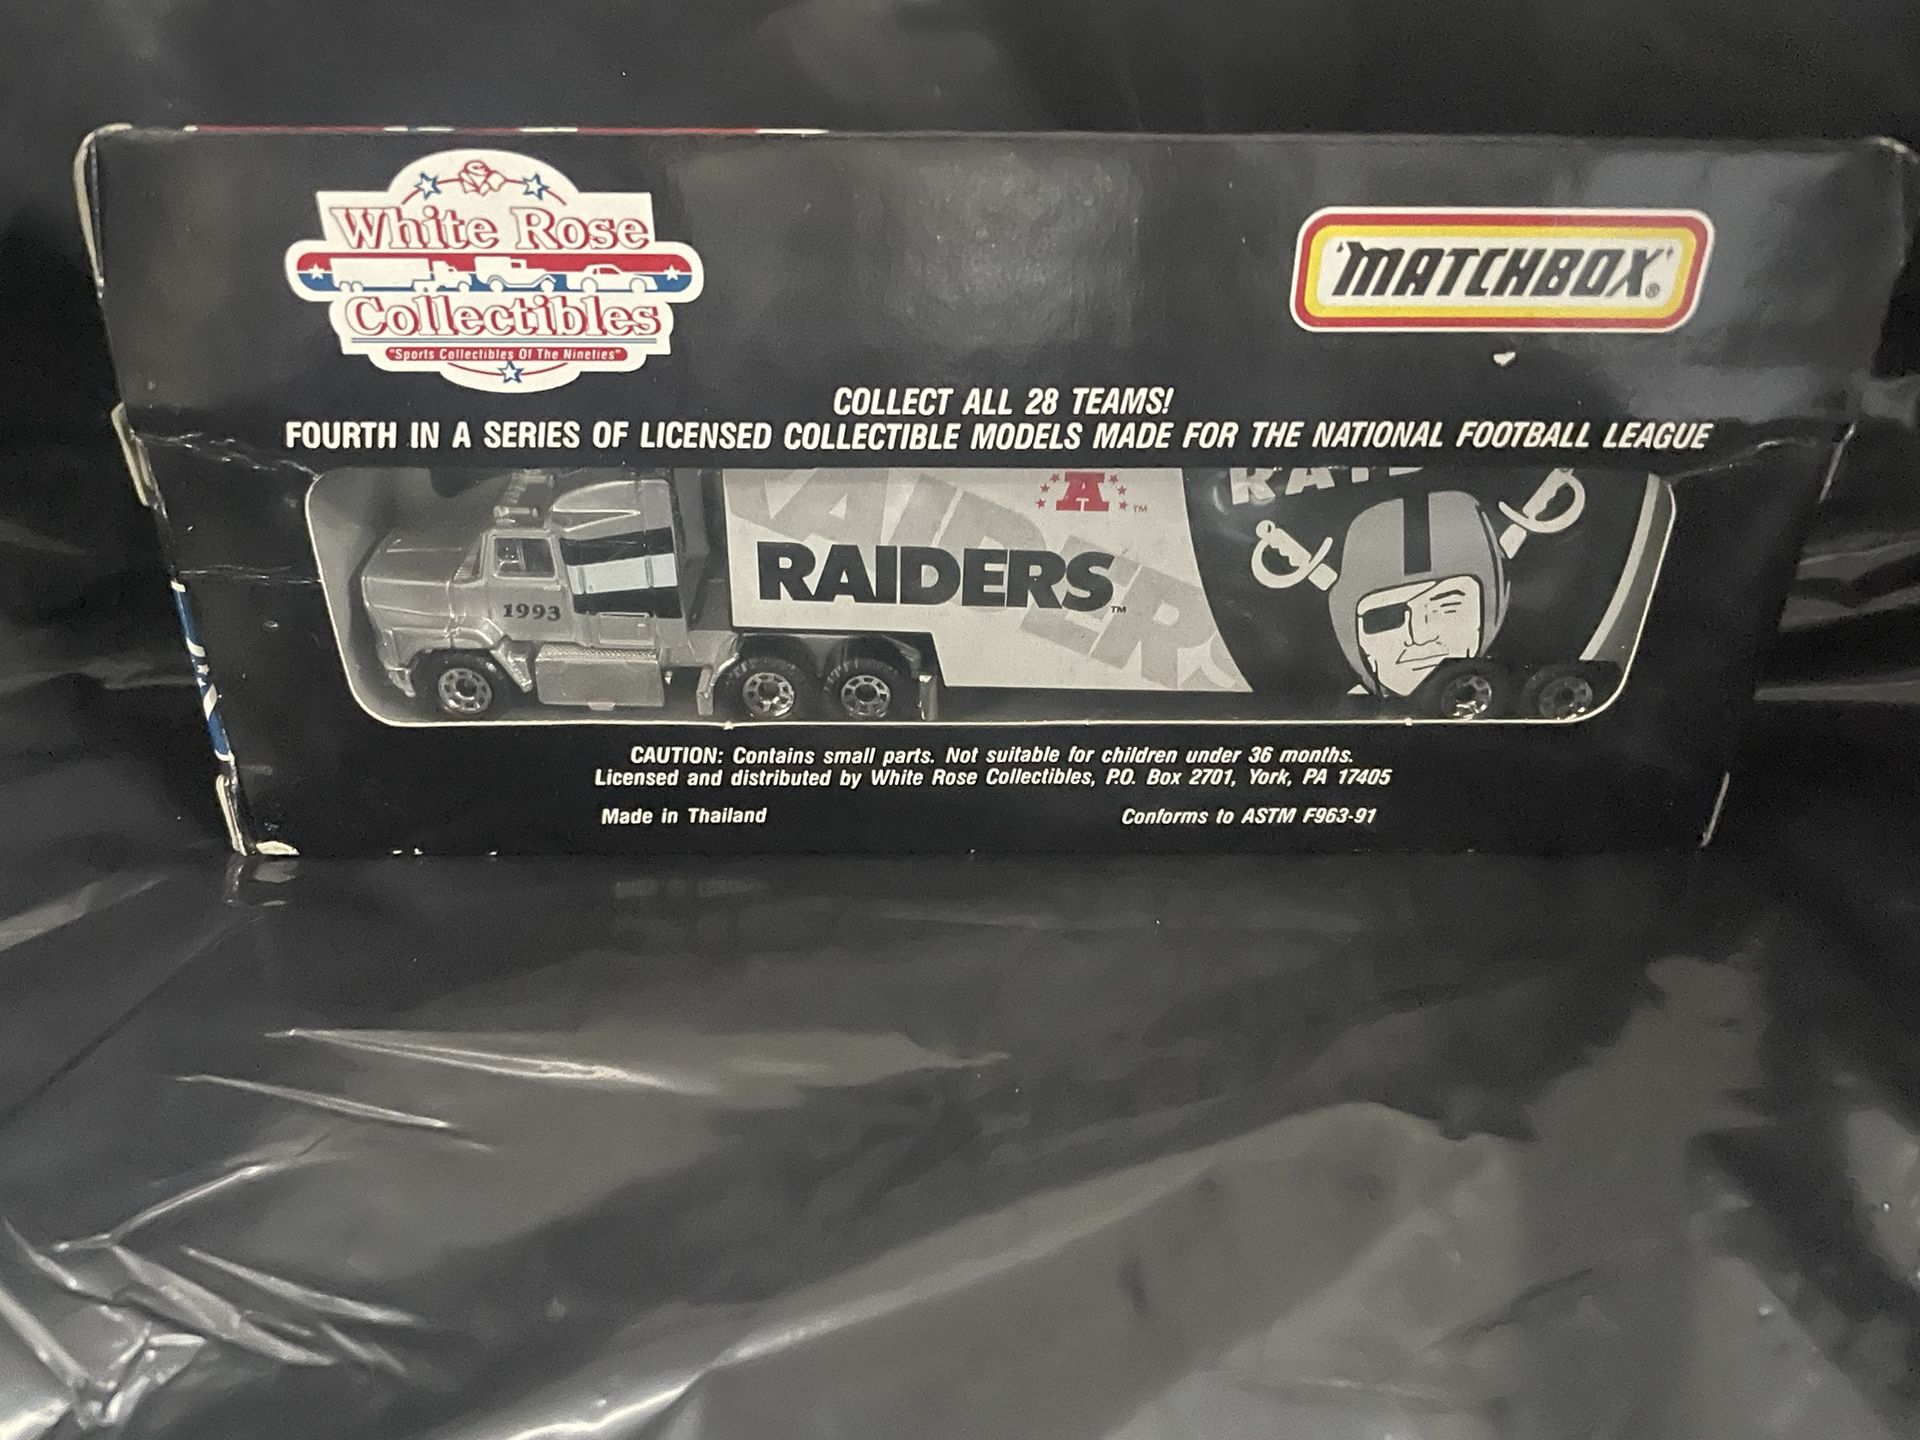 White Rose
Collectibles
"Sports Collectibles Of The Nineties"
'MATCHBOX'®
COLLECT ALL 28 TEAMS!
FOURTH IN A SERIES OF LICENSED COLLECTIBLE MODELS MADE FOR THE NATIONAL FOOTBALL LEAGUE
RAIDERS
A™
RAIDERS™
1993
CAUTION: Contains small parts. Not suitable for children under 36 months.
Licensed and distributed by White Rose Collectibles, P.O. Box 2701, York, PA 17405
Made in Thailand
Conforms to ASTM F963-91